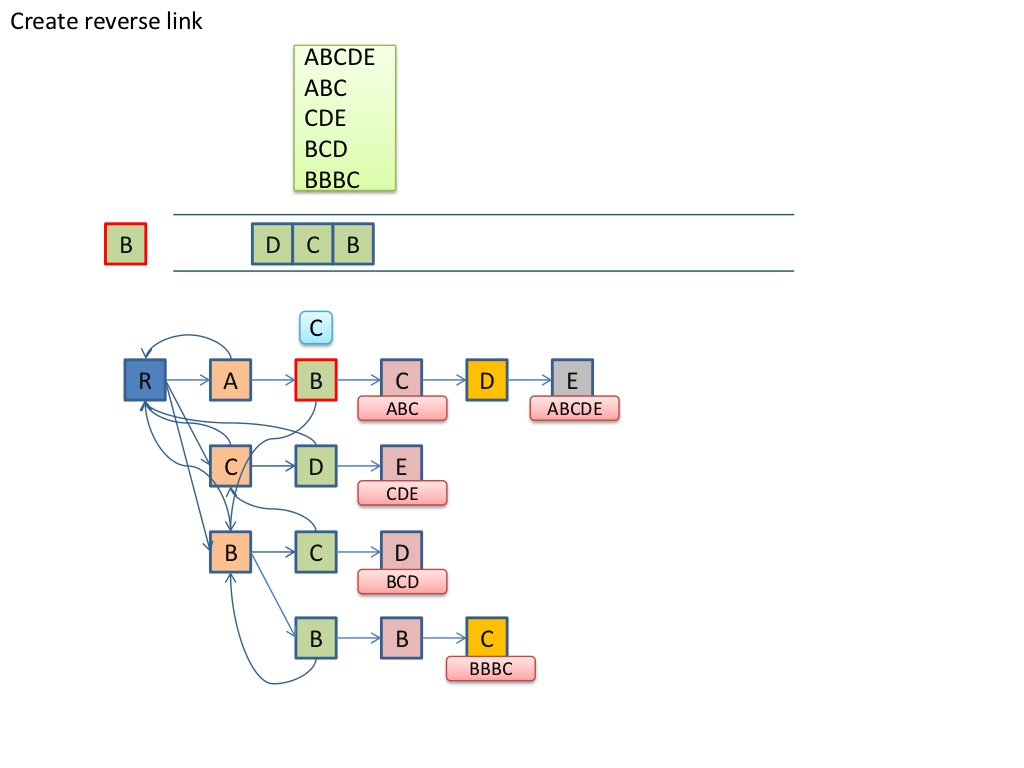 Create reverse link
ABCDE
ABC
CDE
BCD
BBBC
B D C B
C
R A B C D E
ABC ABCDE
C D E
CDE
B C D
BCD
B B C
BBBC